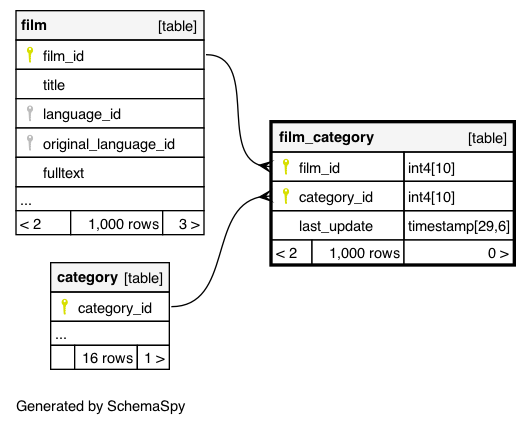 film [table]
film_id
title
language_id
original_language_id
fulltext
...
< 2 1,000 rows 3 >
film_category [table]
film_id int4[10]
category_id int4[10]
last_update timestamp[29,6]
< 2 1,000 rows 0 >
category [table]
category_id
...
16 rows 1 >
Generated by SchemaSpy